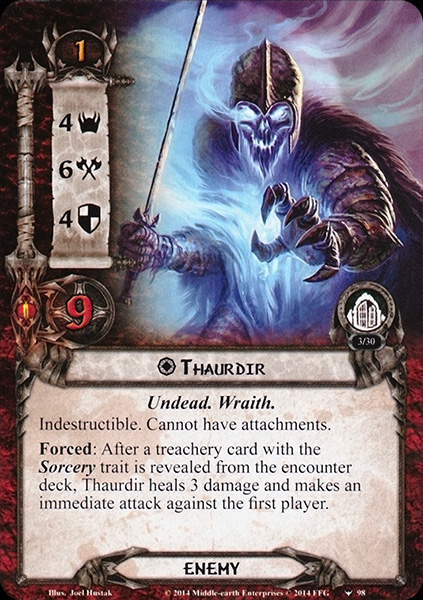 1
4
6
4
9
3/30
Thaurdir
Undead. Wraith.
Indestructible. Cannot have attachments.
Forced: After a treachery card with the
Sorcery trait is revealed from the encounter
deck, Thaurdir heals 3 damage and makes an
immediate attack against the first player.
ENEMY
Illus. Joel Hustak © 2014 Middle-earth Enterprises © 2014 FFG 98